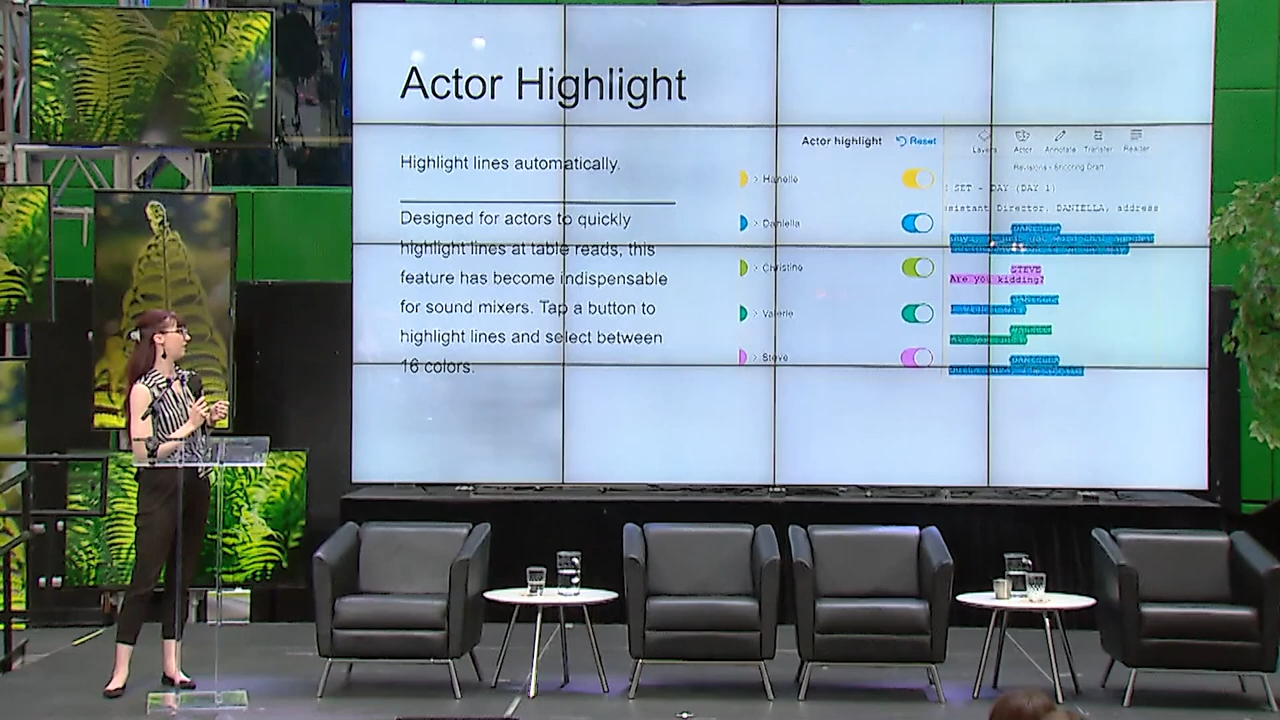 Actor Highlight
Highlight lines automatically.
Designed for actors to quickly
highlight lines at table reads, this
feature has become indispensable
for sound mixers. Tap a button to
highlight lines and select between
16 colors.
Actor highlight
Reset
Daniella
Christine
Valerie
Steve
Layers
Actor
Annotate
Transfer
Reader
SET - DAY (DAY 1)
sistant Director. DANIELLA, address
STEVE
Are you kidding?